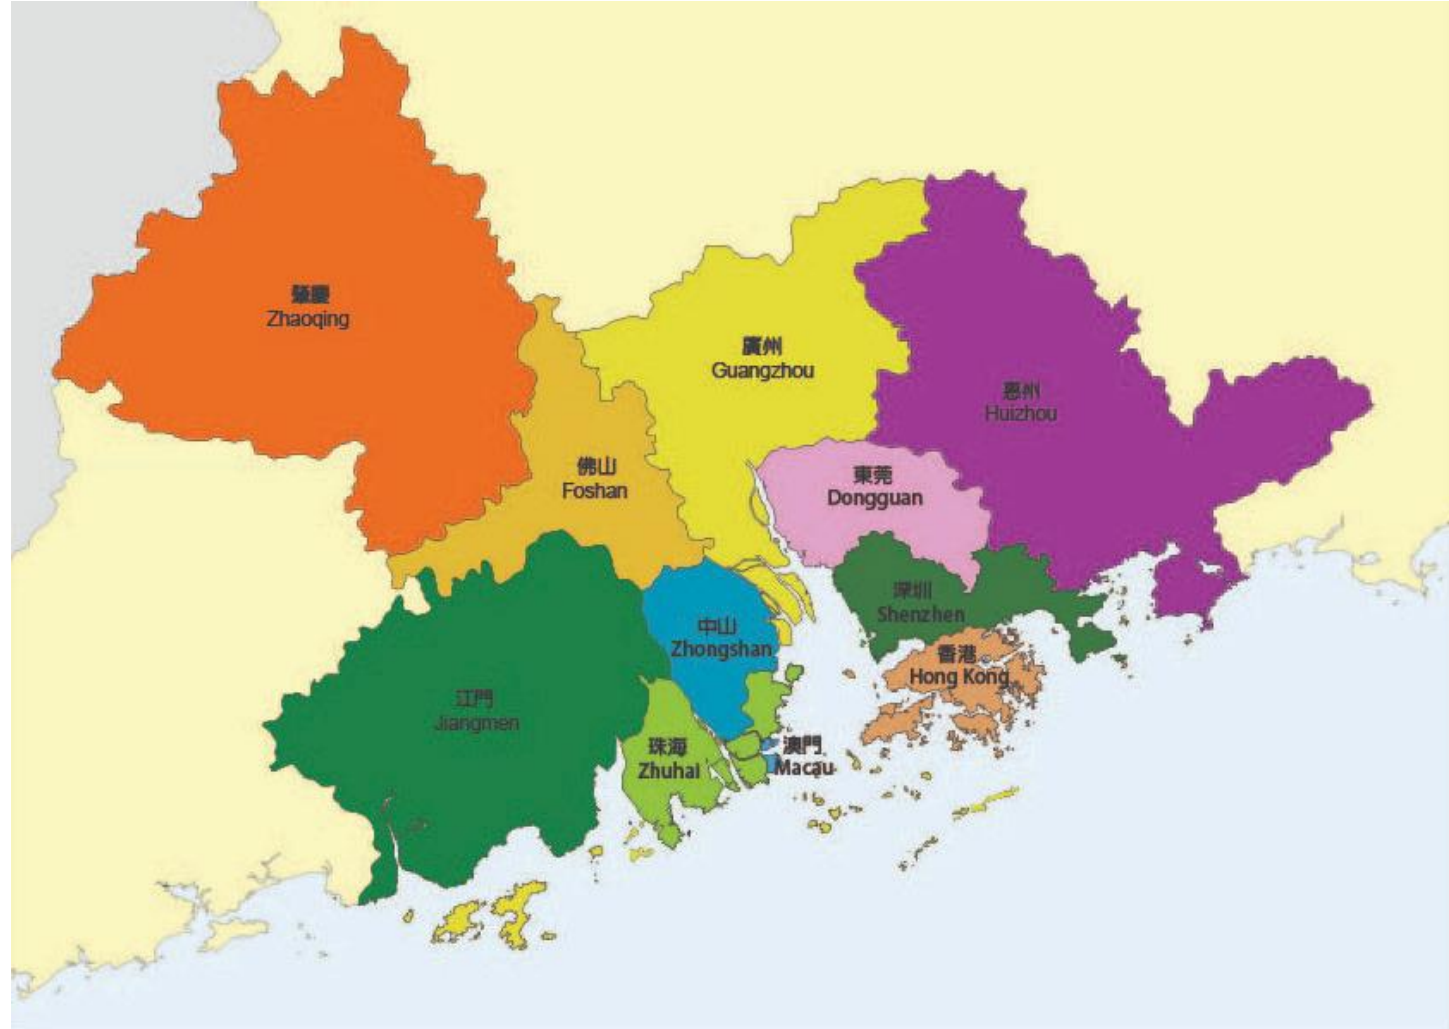 肇慶
Zhaoqing
廣州
Guangzhou
惠州
Huizhou
佛山
Foshan
東莞
Dongguan
深圳
Shenzhen
中山
Zhongshan
香港
Hong Kong
江門
Jiangmen
珠海
Zhuhai
澳門
Macau